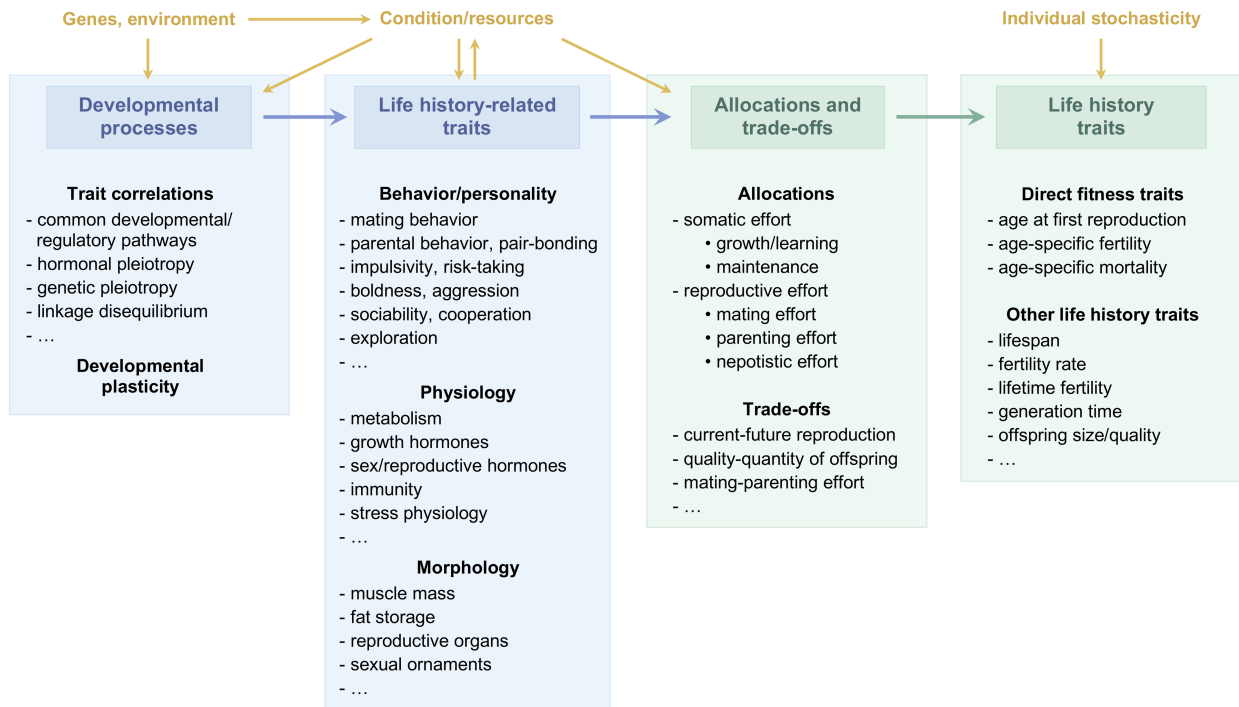 Genes, environment
Condition/resources
Individual stochasticity
Developmental
processes
Trait correlations
- common developmental/
regulatory pathways
- hormonal pleiotropy
- genetic pleiotropy
- linkage disequilibrium
- …
Developmental
plasticity
Life history-related
traits
Behavior/personality
- mating behavior
- parental behavior, pair-bonding
- impulsivity, risk-taking
- boldness, aggression
- sociability, cooperation
- exploration
- …
Physiology
- metabolism
- growth hormones
- sex/reproductive hormones
- immunity
- stress physiology
- …
Morphology
- muscle mass
- fat storage
- reproductive organs
- sexual ornaments
- …
Allocations and
trade-offs
Allocations
- somatic effort
• growth/learning
• maintenance
- reproductive effort
• mating effort
• parenting effort
• nepotistic effort
Trade-offs
- current-future reproduction
- quality-quantity of offspring
- mating-parenting effort
- …
Life history
traits
Direct fitness traits
- age at first reproduction
- age-specific fertility
- age-specific mortality
Other life history traits
- lifespan
- fertility rate
- lifetime fertility
- generation time
- offspring size/quality
- …